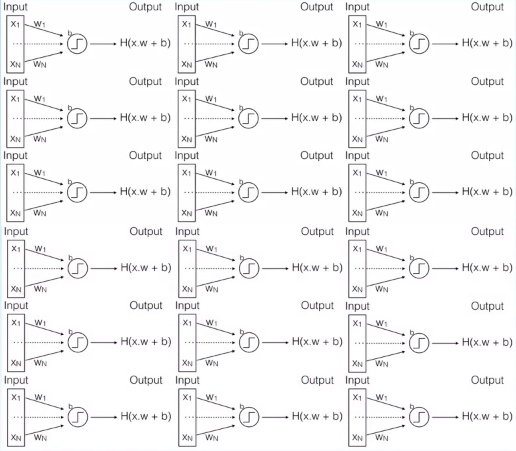 Input Output Input Output Input Output
x1 w1 b H(x.w + b) x1 w1 b H(x.w + b) x1 w1 b H(x.w + b)
... ... ...
xN wN xN wN xN wN
Input Output Input Output Input Output
x1 w1 b H(x.w + b) x1 w1 b H(x.w + b) x1 w1 b H(x.w + b)
... ... ...
xN wN xN wN xN wN
Input Output Input Output Input Output
x1 w1 b H(x.w + b) x1 w1 b H(x.w + b) x1 w1 b H(x.w + b)
... ... ...
xN wN xN wN xN wN
Input Output Input Output Input Output
x1 w1 b H(x.w + b) x1 w1 b H(x.w + b) x1 w1 b H(x.w + b)
... ... ...
xN wN xN wN xN wN
Input Output Input Output Input Output
x1 w1 b H(x.w + b) x1 w1 b H(x.w + b) x1 w1 b H(x.w + b)
... ... ...
xN wN xN wN xN wN
Input Output Input Output Input Output
x1 w1 b H(x.w + b) x1 w1 b H(x.w + b) x1 w1 b H(x.w + b)
... ... ...
xN wN xN wN xN wN